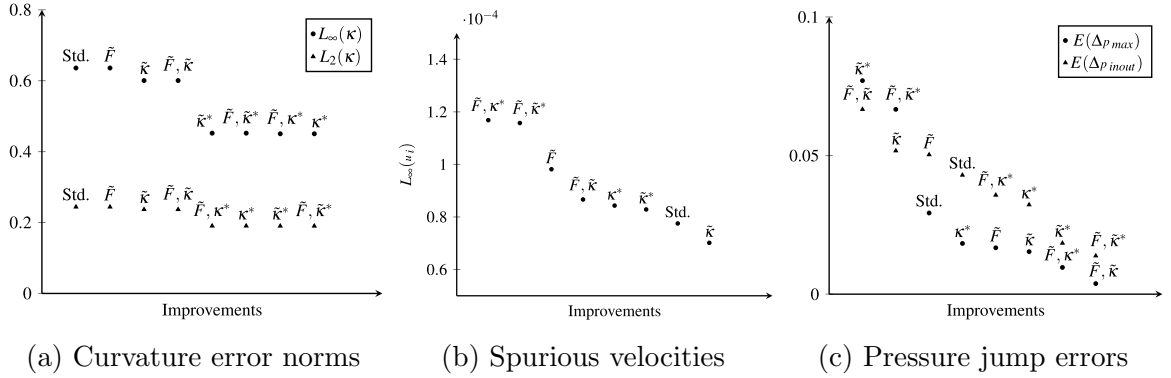 0.8
0.6
0.4
0.2
0
L∞(κ)
L₂(κ)
Std. F̃ κ̃ F̃, κ̃
κ̃* F̃, κ̃* F̃, κ* κ*
Std. F̃ κ̃ F̃, κ̃
F̃, κ* κ* κ̃* F̃, κ̃*
Improvements
(a) Curvature error norms
·10⁻⁴
1.4
1.2
1
0.8
0.6
L∞(u i)
F̃, κ* F̃, κ̃*
F̃
F̃, κ̃ κ* κ̃*
Std.
κ̃
Improvements
(b) Spurious velocities
0.1
0.05
0
E(Δp max)
E(Δp inout)
κ̃*
F̃, κ̃ F̃, κ̃*
κ̃ F̃
Std.
F̃, κ* κ*
Std.
κ* F̃ κ̃ κ̃* F̃, κ̃*
F̃, κ* F̃, κ̃
Improvements
(c) Pressure jump errors